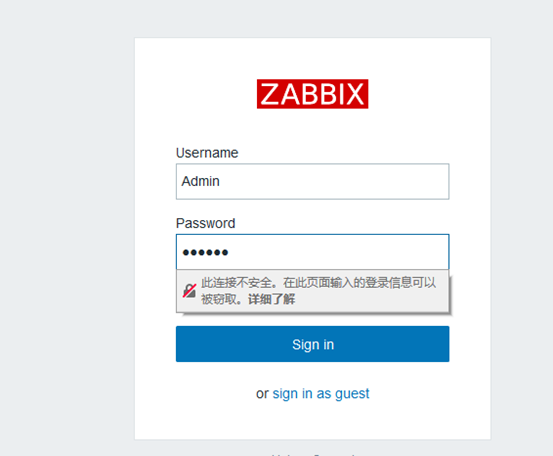 ZABBIX
Username
Admin
Password
••••••
此连接不安全。在此页面输入的登录信息可以
被窃取。详细了解
Sign in
or sign in as guest